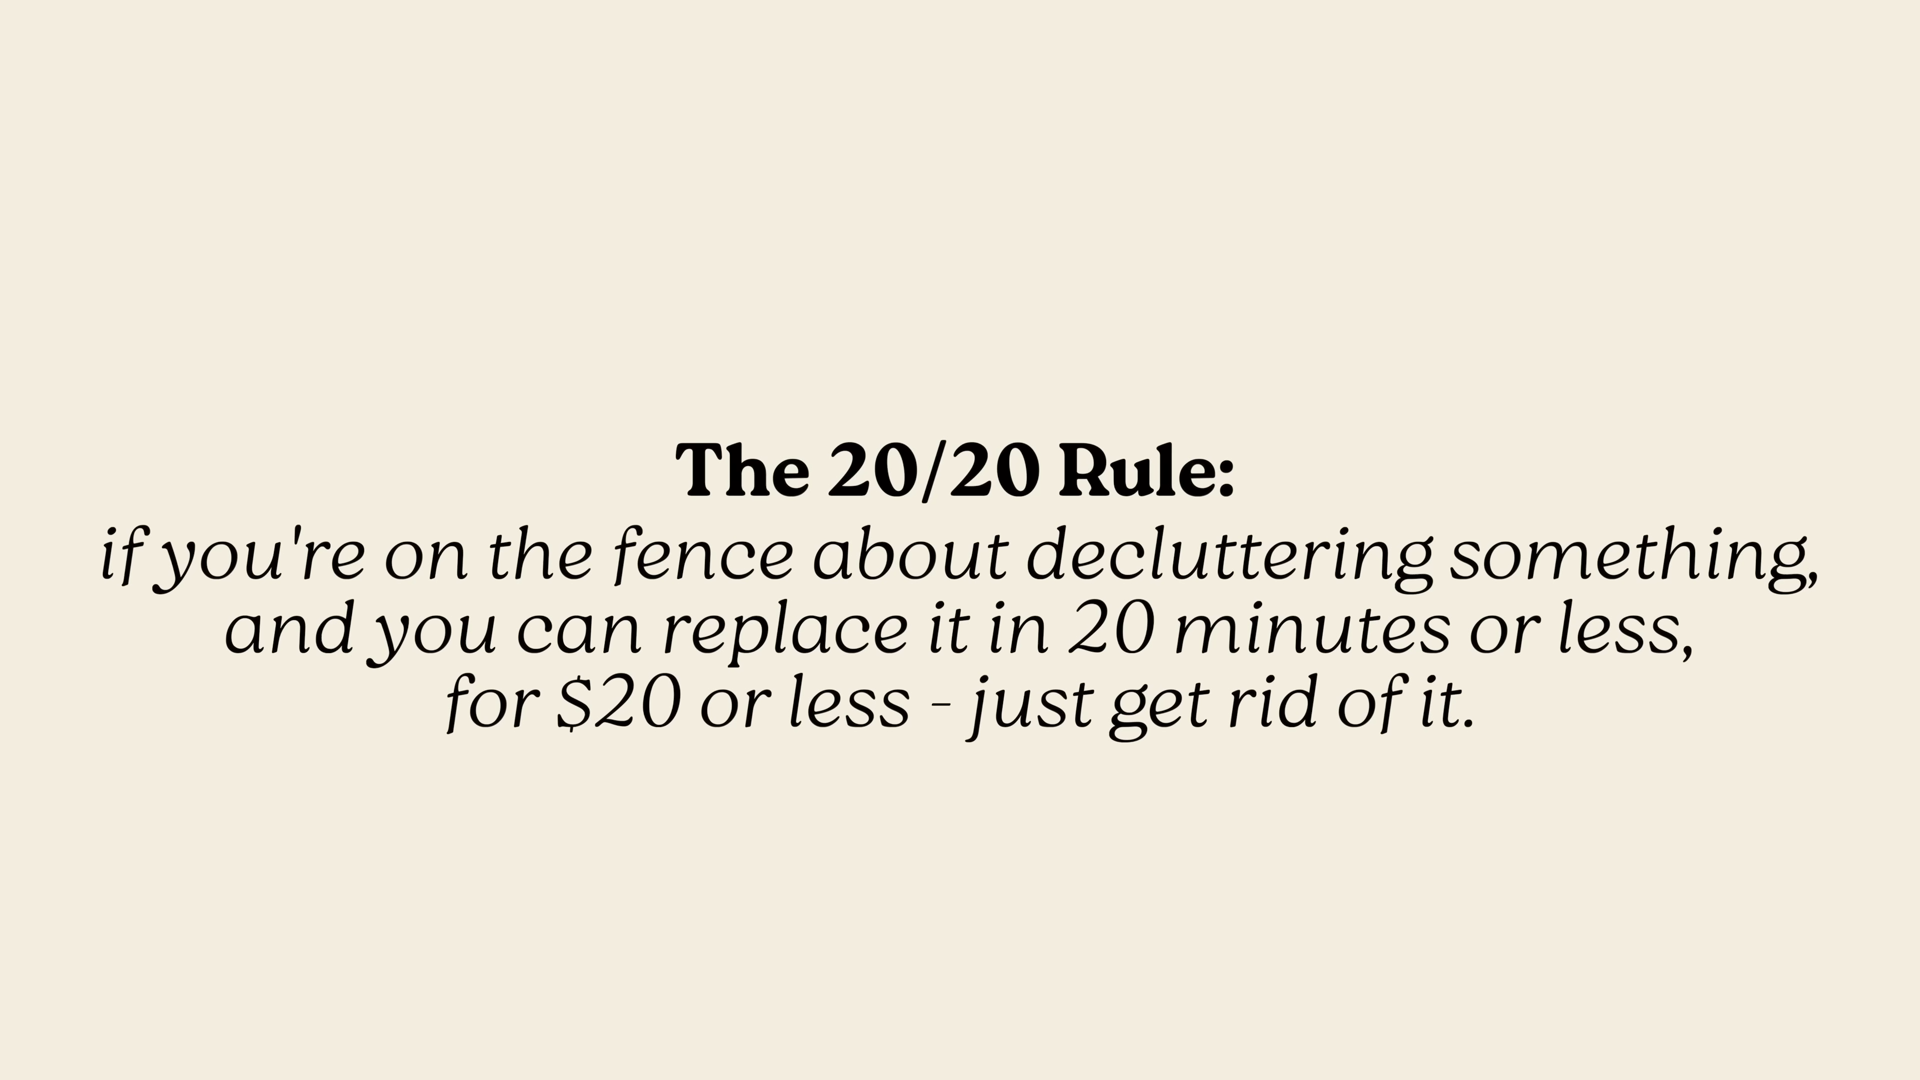 The 20/20 Rule:
if you're on the fence about decluttering something,
and you can replace it in 20 minutes or less,
for $20 or less - just get rid of it.